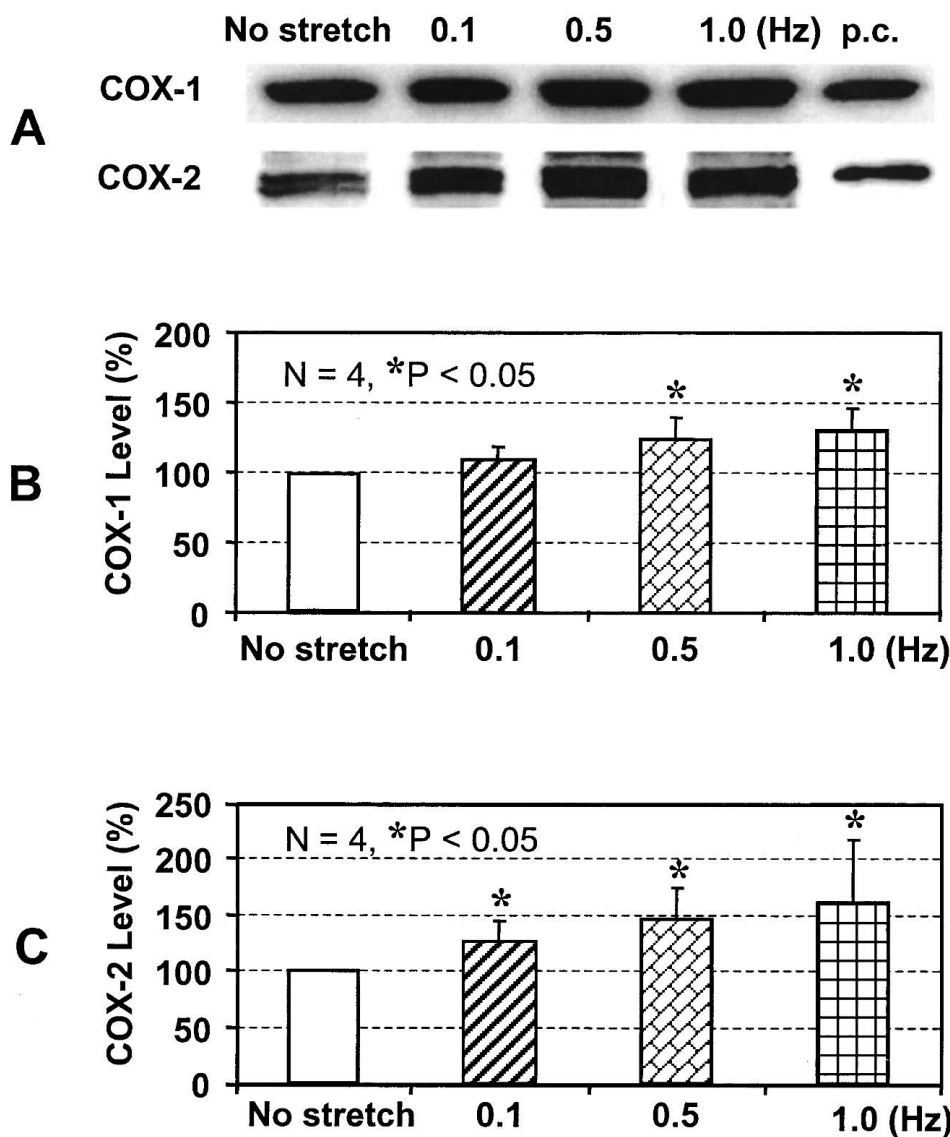 No stretch 0.1 0.5 1.0 (Hz) p.c.
A
COX-1
COX-2
B
COX-1 Level (%)
200
150
100
50
0
N = 4, *P < 0.05
*
*
No stretch 0.1 0.5 1.0 (Hz)
C
COX-2 Level (%)
250
200
150
100
50
0
N = 4, *P < 0.05
*
*
*
No stretch 0.1 0.5 1.0 (Hz)